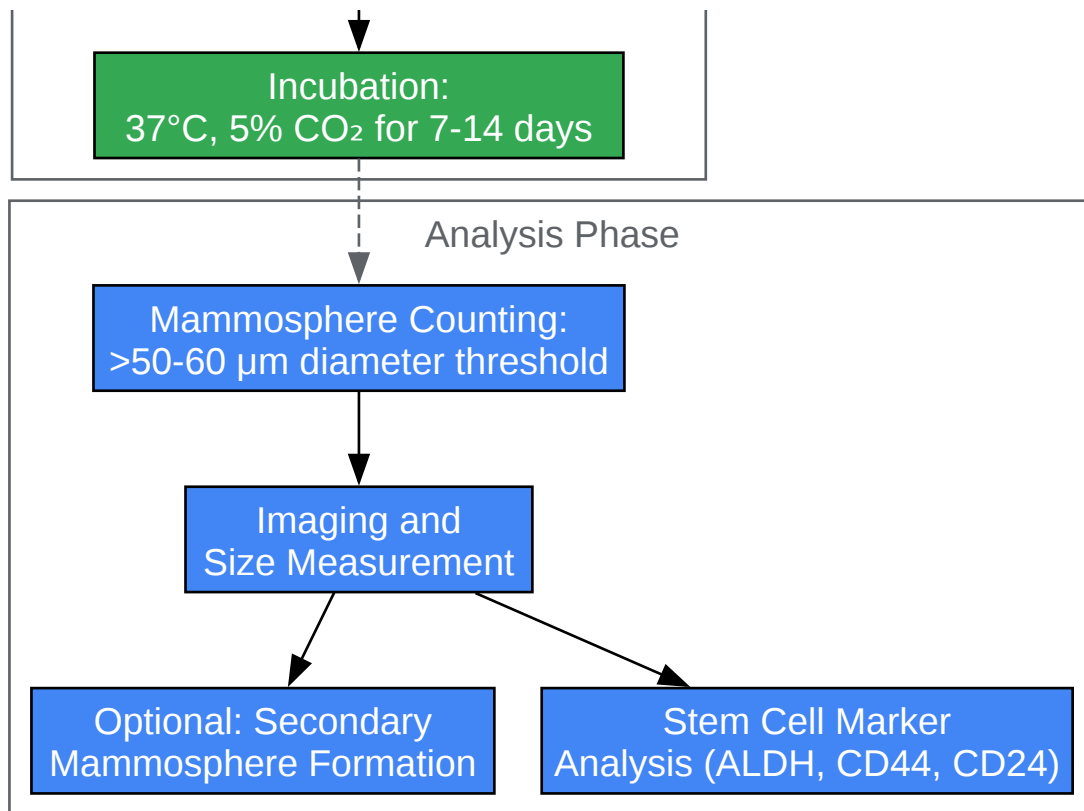 Incubation:
37°C, 5% CO₂ for 7-14 days
Analysis Phase
Mammosphere Counting:
>50-60 μm diameter threshold
Imaging and
Size Measurement
Optional: Secondary
Mammosphere Formation
Stem Cell Marker
Analysis (ALDH, CD44, CD24)